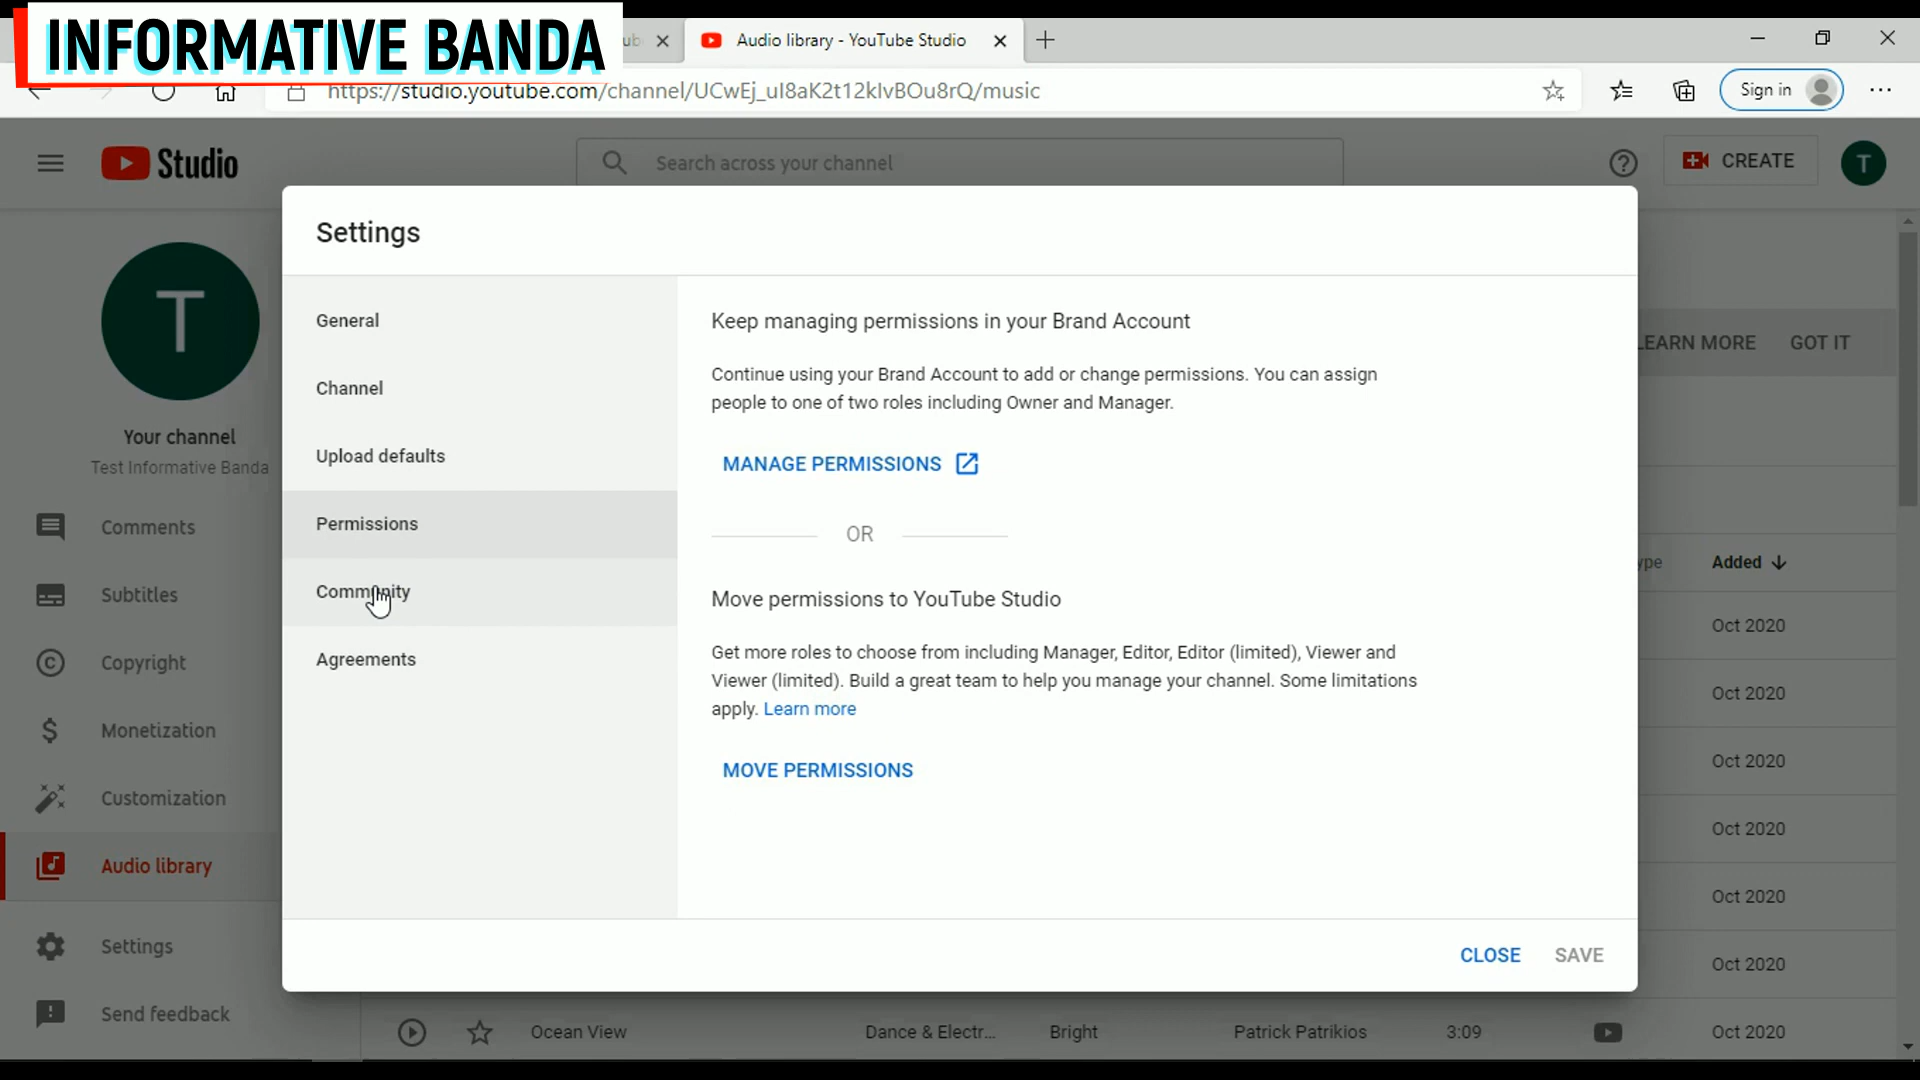 INFORMATIVE BANDA
Audio library - YouTube Studio
https://studio.youtube.com/channel/UCwEj_uI8aK2t12kIvBOu8rQ/music
Sign in
Studio
Search across your channel
CREATE
T
Settings
T
General
Keep managing permissions in your Brand Account
LEARN MORE
GOT IT
Channel
Continue using your Brand Account to add or change permissions. You can assign
people to one of two roles including Owner and Manager.
Your channel
Test Informative Banda
Upload defaults
MANAGE PERMISSIONS
Comments
Permissions
OR
Added
Subtitles
Community
Move permissions to YouTube Studio
Oct 2020
Copyright
Agreements
Get more roles to choose from including Manager, Editor, Editor (limited), Viewer and
Viewer (limited). Build a great team to help you manage your channel. Some limitations
apply. Learn more
Oct 2020
Monetization
Oct 2020
MOVE PERMISSIONS
Customization
Oct 2020
Audio library
Oct 2020
Settings
CLOSE
SAVE
Oct 2020
Send feedback
Ocean View
Dance & Electr...
Bright
Patrick Patrikios
3:09
Oct 2020